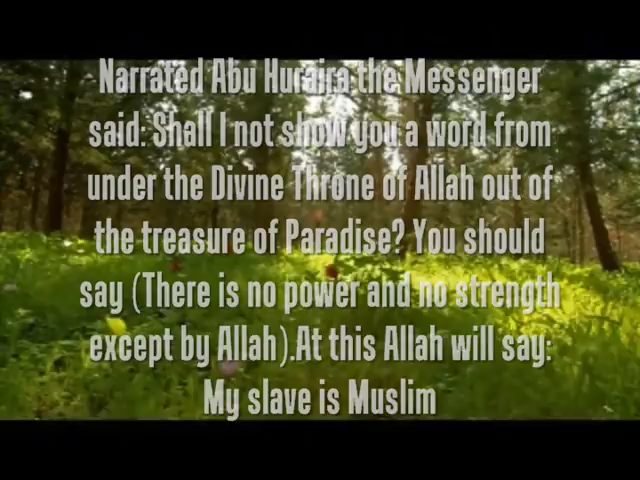 Narrated Abu Huraira the Messenger
said: Shall I not show you a word from
under the Divine Throne of Allah out of
the treasure of Paradise? You should
say (There is no power and no strength
except by Allah).At this Allah will say:
My slave is Muslim